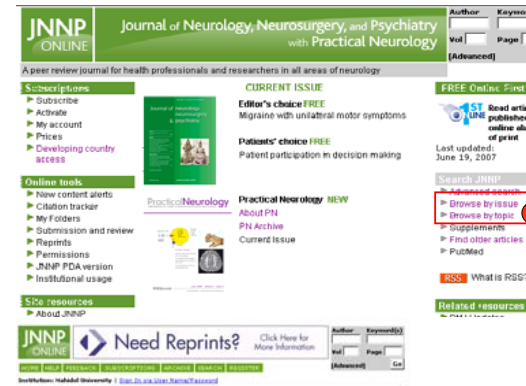 JNNP
ONLINE
Journal of Neurology, Neurosurgery, and Psychiatry
with Practical Neurology
Author
Vol
Page
[Advanced]
A peer review journal for health professionals and researchers in all areas of neurology
Subscriptions
Subscribe
Activate
My account
Prices
Developing country
access
Online tools
New content alerts
Citation tracker
My Folders
Submission and review
Reprints
Permissions
JNNP PDA version
Institutional usage
Site resources
About JNNP
CURRENT ISSUE
Editor's choice FREE
Migraine with unilateral motor symptoms
Patients' choice FREE
Patient participation in decision making
PracticalNeurology
Practical Neurology NEW
About PN
PN Archive
Current Issue
FREE Online First
Read
published
online
of print
Last updated:
June 19, 2007
Search JNNP
Advanced search
Browse by issue
Browse by topic
Supplements
Find older articles
PubMed
RSS What is RSS?
Related resources
JNNP
ONLINE
Need Reprints?
Click Here for
More Information
Author Keyword(s)
Vol Page
[Advanced] Go
HOME HELP FEEDBACK SUBSCRIPTIONS ARCHIVE SEARCH REGISTER
Institution: Mahidol University | Sign In via User Name/Password